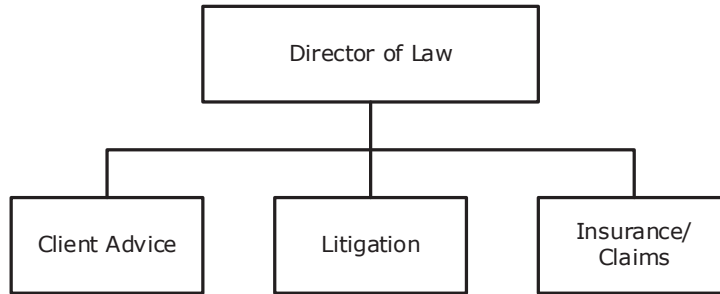 Director of Law
Client Advice
Litigation
Insurance/
Claims